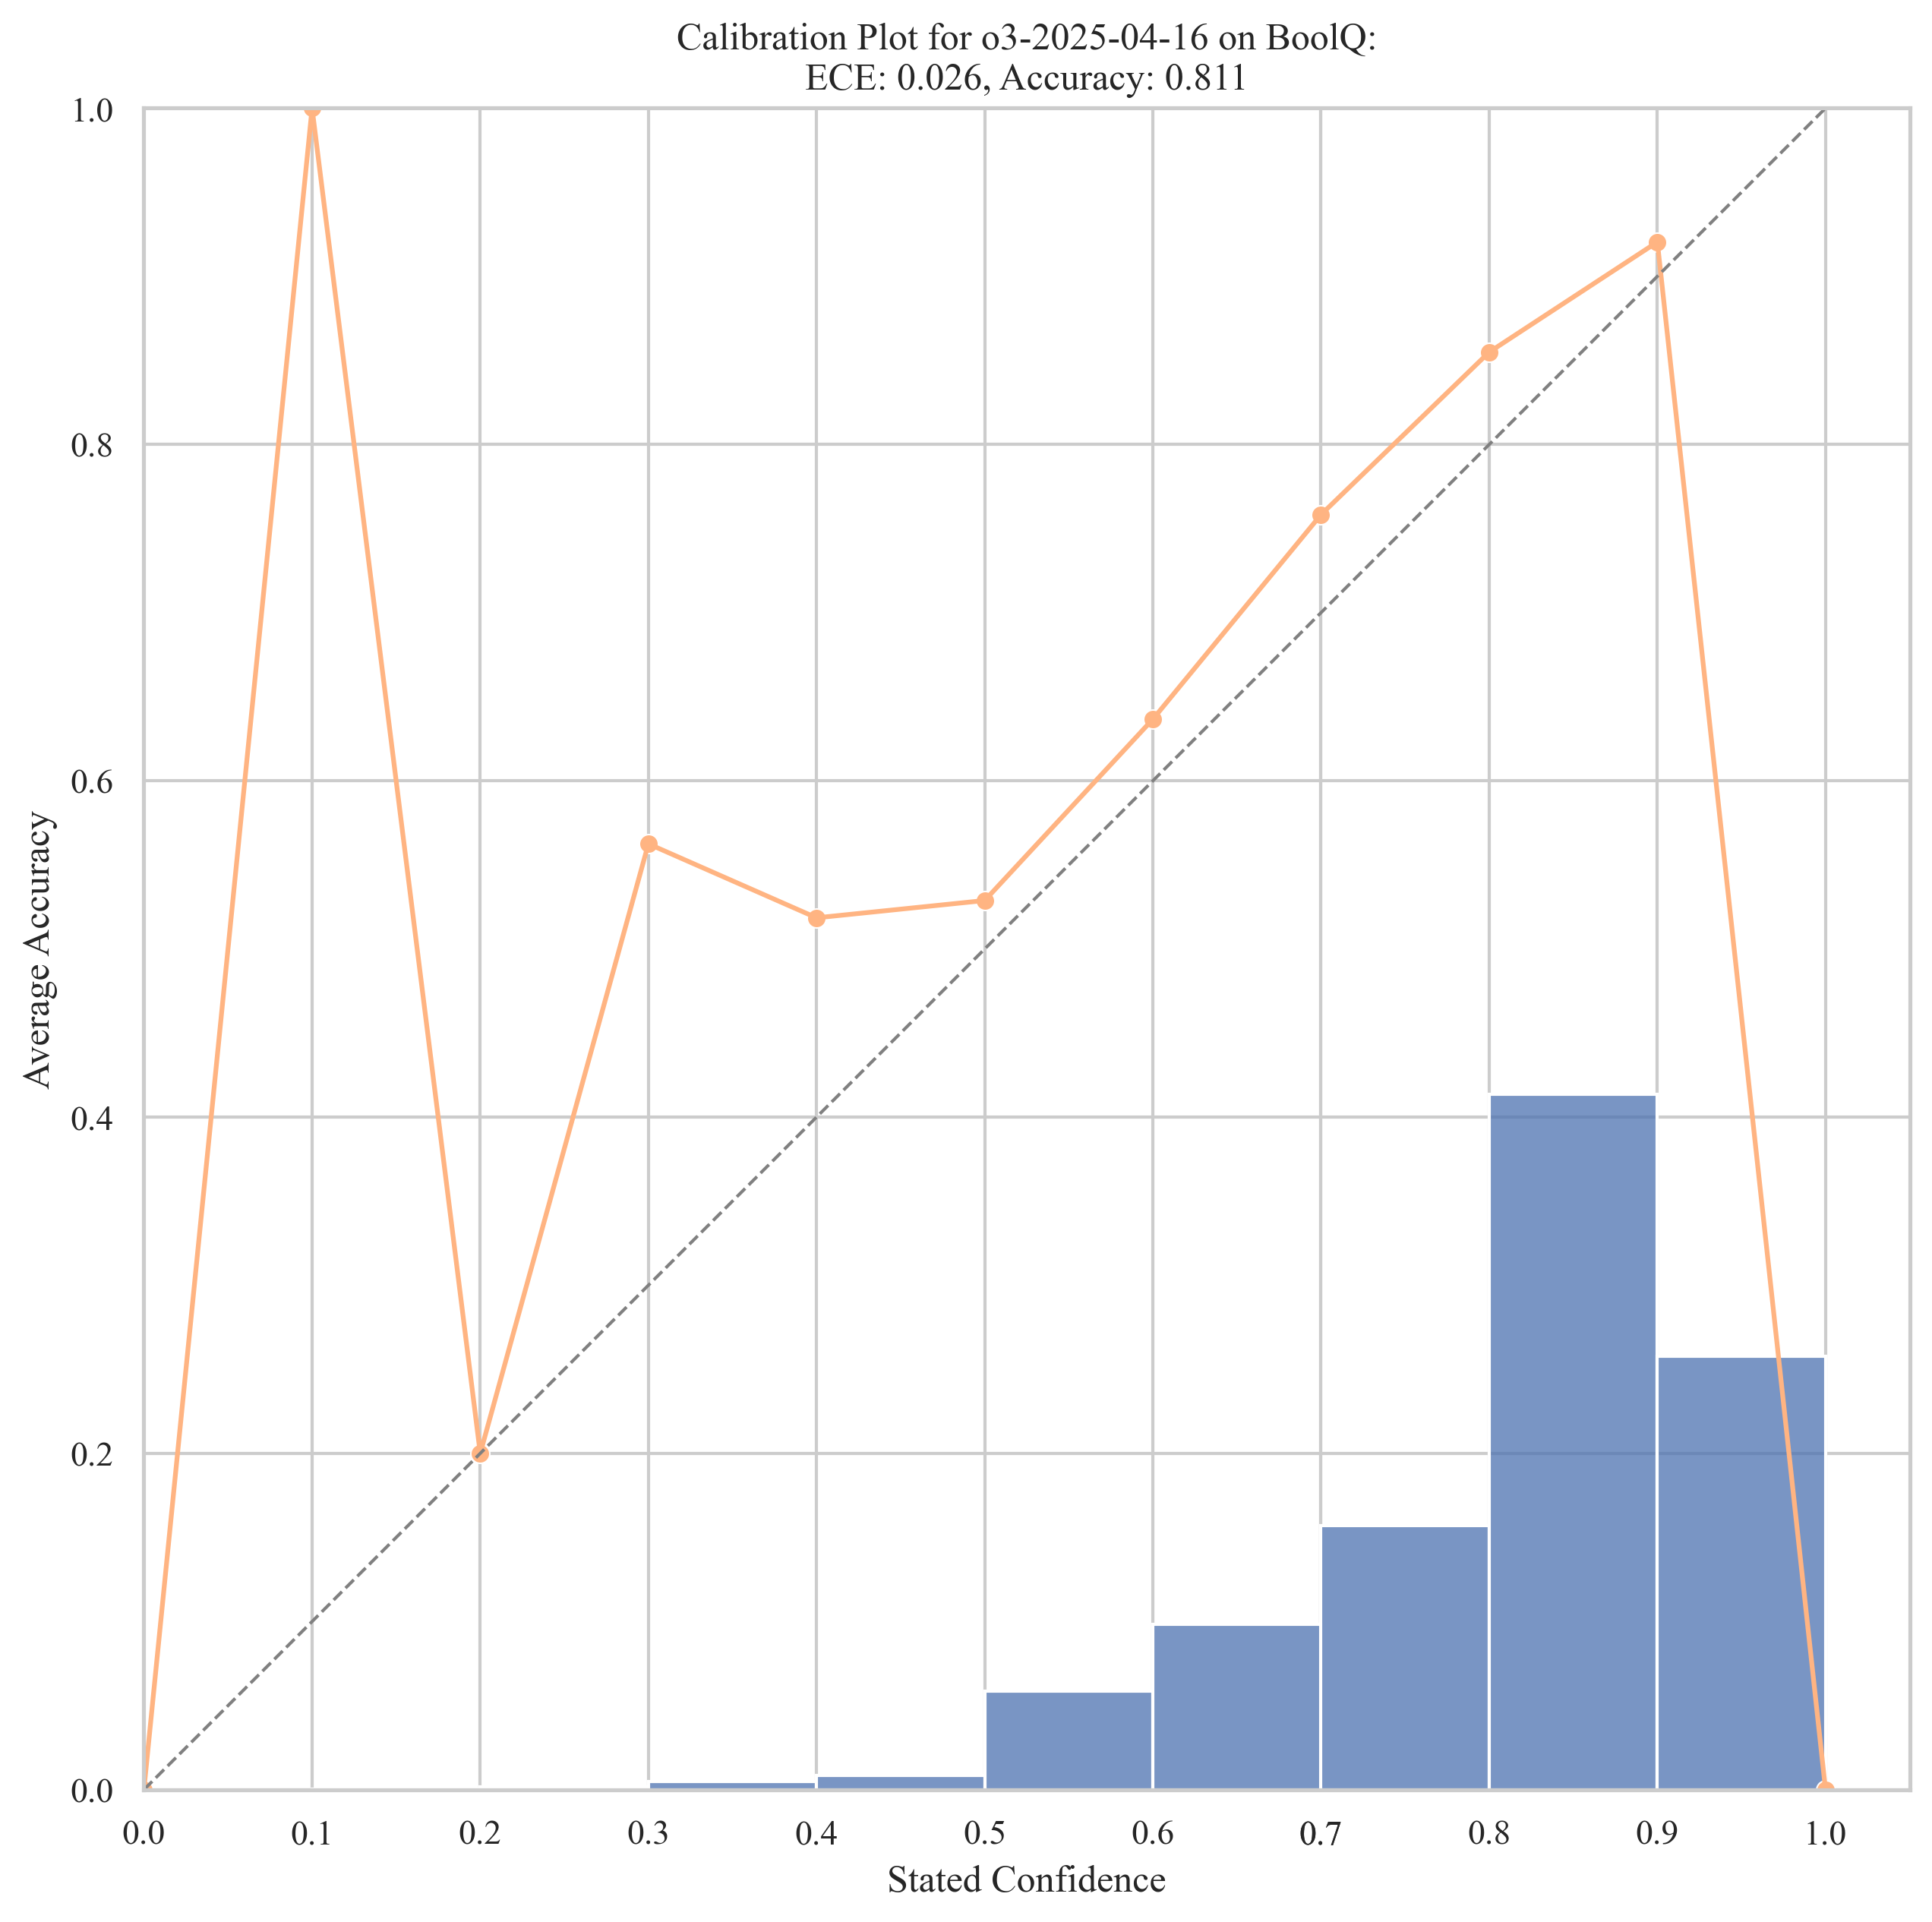 Calibration Plot for o3-2025-04-16 on BoolQ:
ECE: 0.026, Accuracy: 0.811
1.0
0.8
0.6
0.4
0.2
0.0
Average Accuracy
0.0 0.1 0.2 0.3 0.4 0.5 0.6 0.7 0.8 0.9 1.0
Stated Confidence